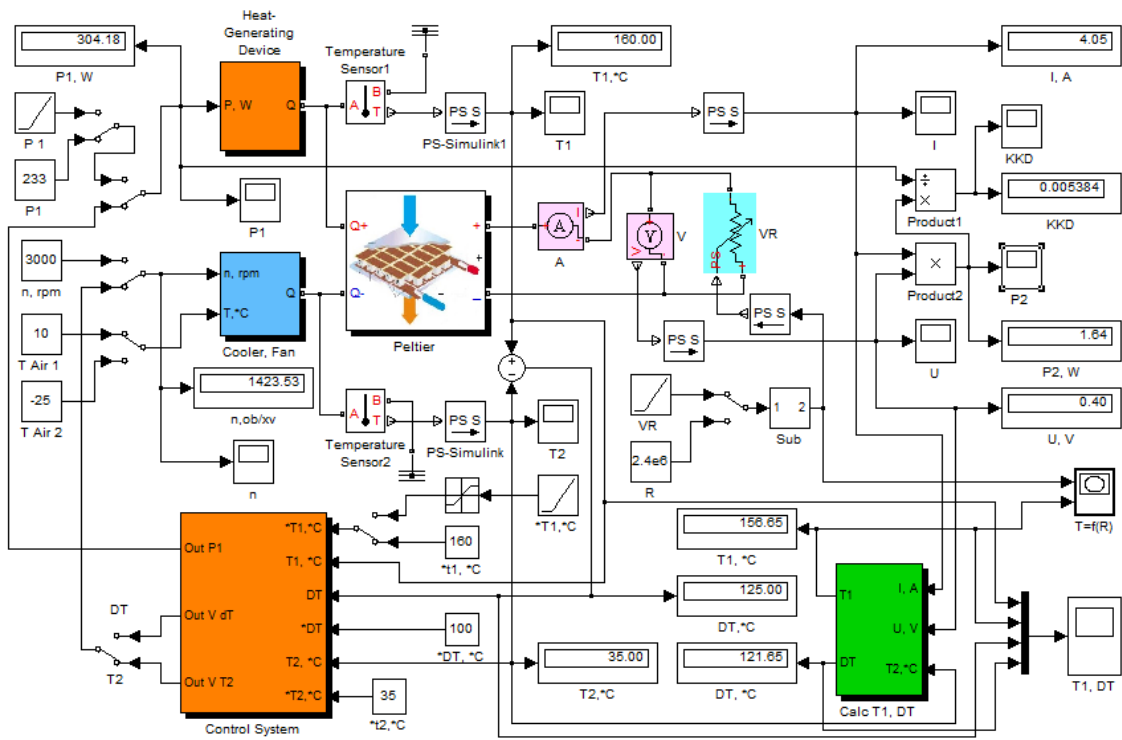 304.18
P1, W
Heat-
Generating
Device
P, W
Q
Temperature
Sensor1
B
A
T
PS S
PS-Simulink1
160.00
T1,*C
T1
PS S
4.05
I, A
I
KKD
0.005384
KKD
÷
×
Product1
P 1
233
P1
P1
Q+
Q-
+
+
−
_
Peltier
I
A
-
A
+
V
V
-
V
PS
+
VR
×
Product2
P2
1.64
P2, W
0.40
U, V
3000
n, rpm
10
T Air 1
-25
T Air 2
n, rpm
T,*C
Q
Cooler, Fan
1423.53
n,ob/xv
n
B
A
T
Temperature
Sensor2
PS S
PS-Simulink
T2
+
−
PS S
PS S
U
VR
2.4e6
R
1 2
Sub
T=f(R)
*T1,*C
160
*t1, *C
100
*DT, *C
35
*t2,*C
Out P1
Out V dT
Out V T2
*T1,*C
T1, *C
DT
*DT
T2, *C
*T2,*C
Control System
DT
T2
156.65
T1, *C
125.00
DT,*C
35.00
T2,*C
121.65
DT, *C
T1
DT
I, A
U, V
T2,*C
Calc T1, DT
T1, DT